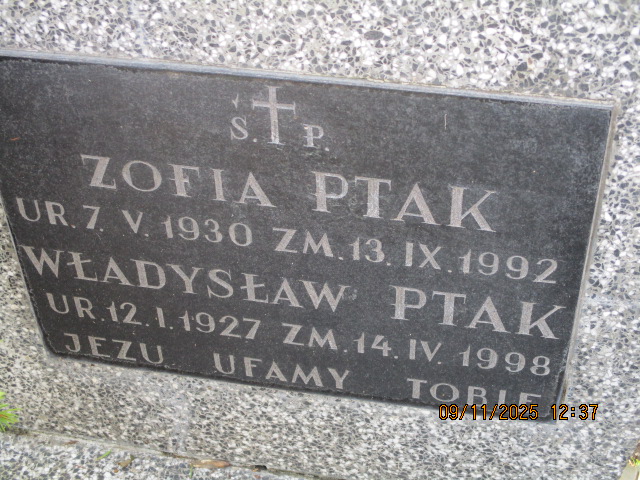 Ś. P.
ZOFIA PTAK
UR. 7. V. 1930 ZM. 13. IX. 1992
WŁADYSŁAW PTAK
UR. 12. I. 1927 ZM. 14. IV. 1998
JEZU UFAMY TOBIE
09/11/2025 12:37